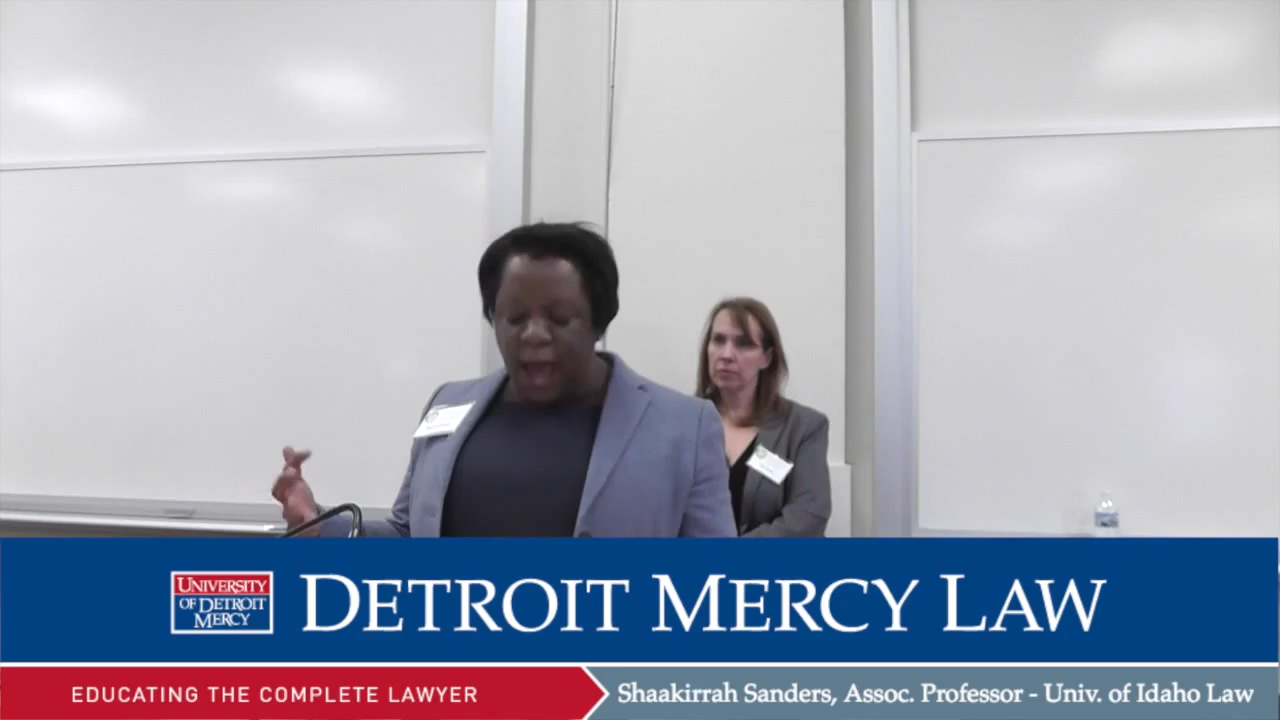 UNIVERSITY
OF DETROIT
MERCY
DETROIT MERCY LAW
EDUCATING THE COMPLETE LAWYER
Shaakirrah Sanders, Assoc. Professor - Univ. of Idaho Law